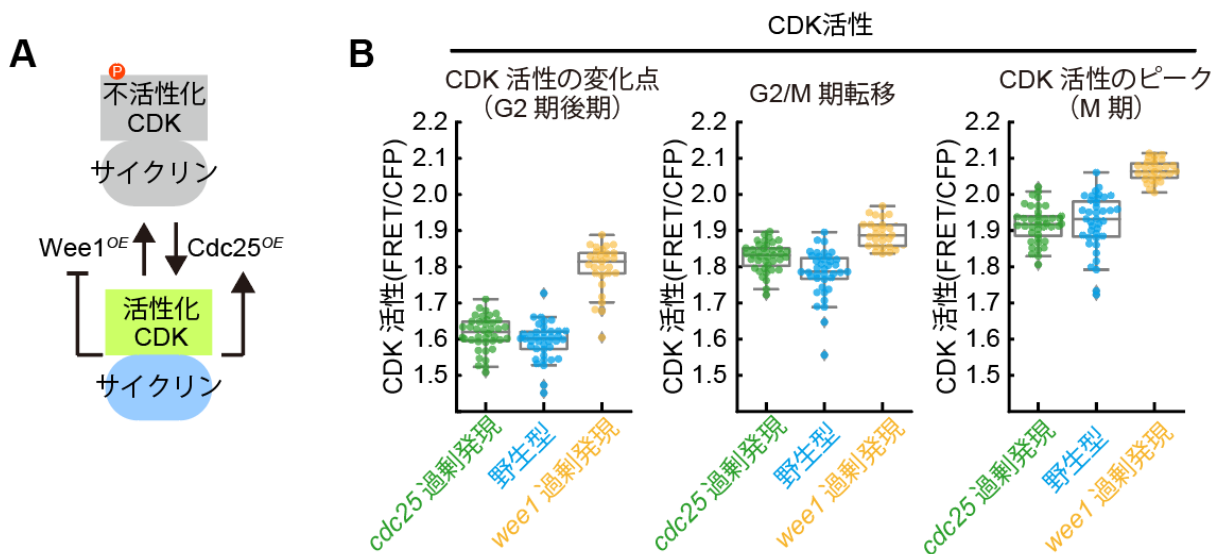 A
P
不活性化
CDK
サイクリン
Wee1OE
Cdc25OE
活性化
CDK
サイクリン
B
CDK活性
CDK 活性の変化点
(G2 期後期)
CDK 活性(FRET/CFP)
2.2
2.1
2.0
1.9
1.8
1.7
1.6
1.5
cdc25 過剰発現
野生型
wee1 過剰発現
G2/M 期転移
CDK 活性(FRET/CFP)
2.2
2.1
2.0
1.9
1.8
1.7
1.6
1.5
cdc25 過剰発現
野生型
wee1 過剰発現
CDK 活性のピーク
(M 期)
CDK 活性(FRET/CFP)
2.2
2.1
2.0
1.9
1.8
1.7
1.6
1.5
cdc25 過剰発現
野生型
wee1 過剰発現